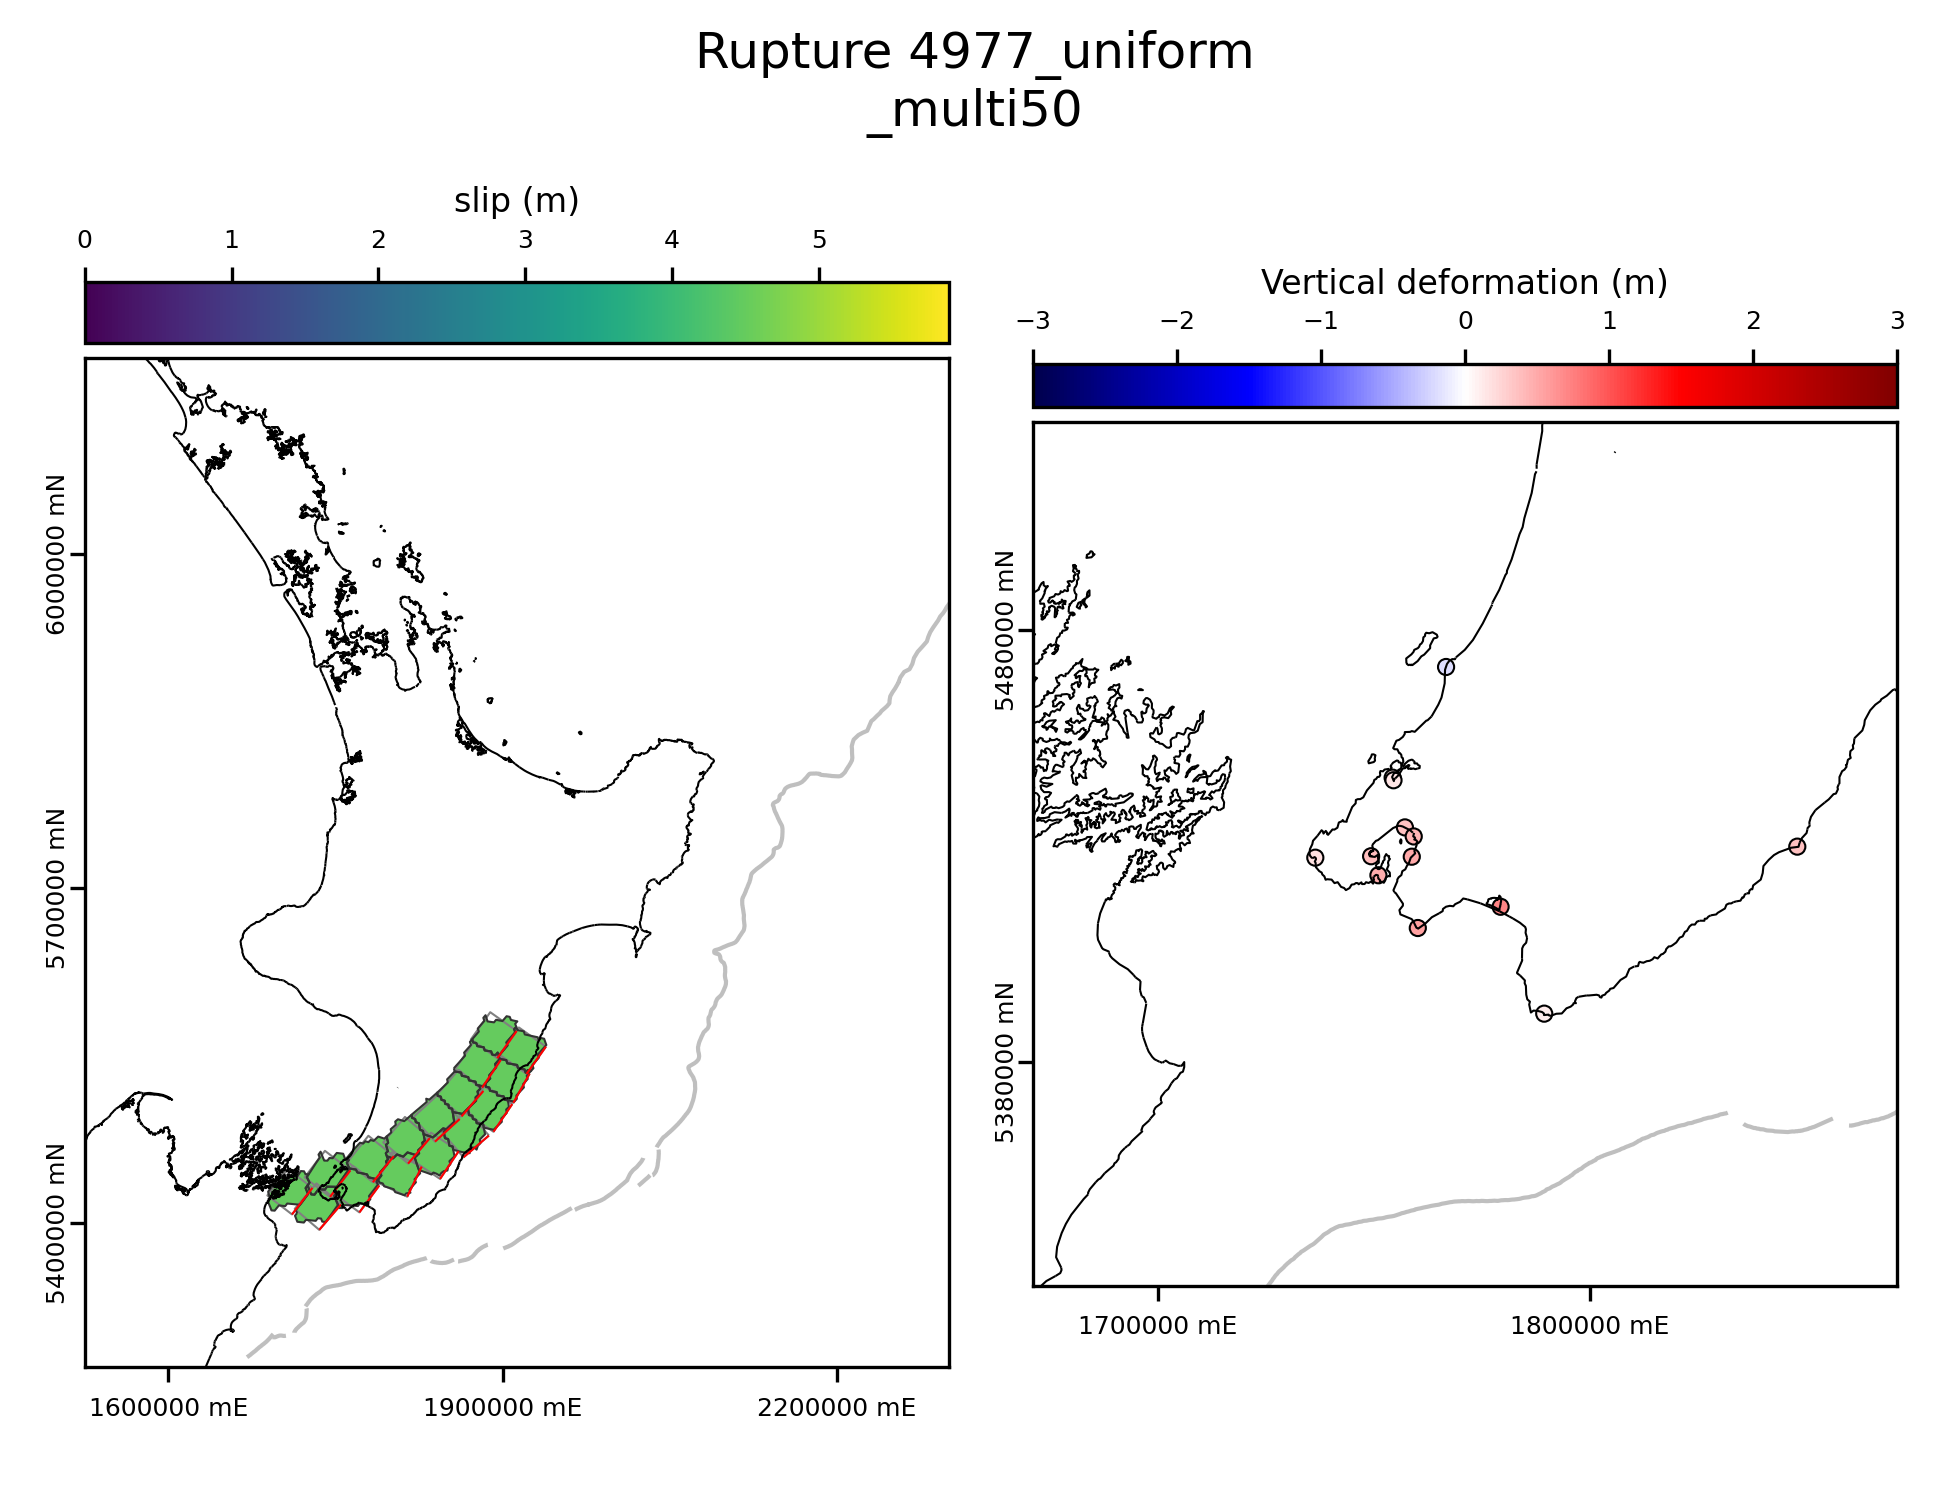 Rupture 4977_uniform
_multi50
slip (m)
0 1 2 3 4 5
6000000 mN
5700000 mN
5400000 mN
1600000 mE 1900000 mE 2200000 mE
Vertical deformation (m)
−3 −2 −1 0 1 2 3
5480000 mN
5380000 mN
1700000 mE 1800000 mE